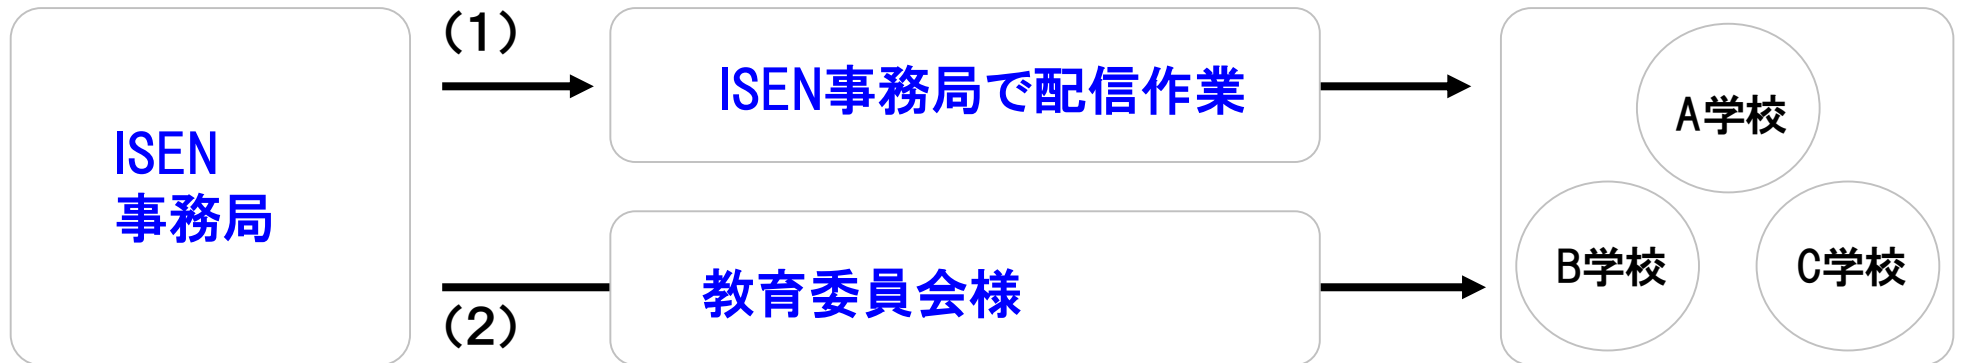 ISEN
事務局
(1)
ISEN事務局で配信作業
(2)
教育委員会様
A学校
B学校
C学校